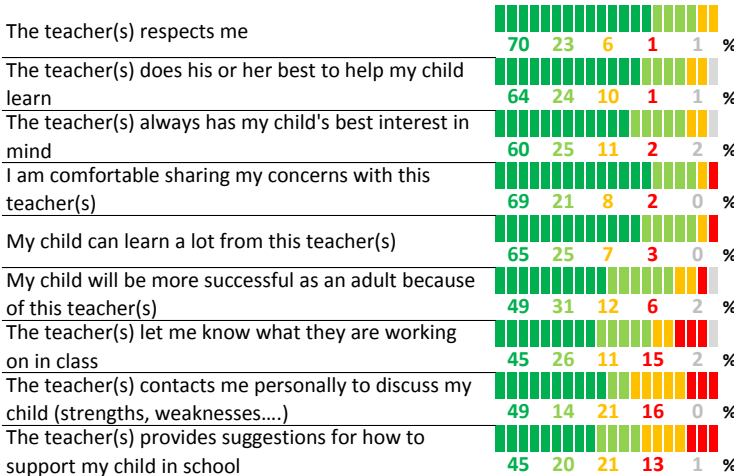 The teacher(s) respects me
70 23 6 1 1 %
The teacher(s) does his or her best to help my child
learn
64 24 10 1 1 %
The teacher(s) always has my child's best interest in
mind
60 25 11 2 2 %
I am comfortable sharing my concerns with this
teacher(s)
69 21 8 2 0 %
My child can learn a lot from this teacher(s)
65 25 7 3 0 %
My child will be more successful as an adult because
of this teacher(s)
49 31 12 6 2 %
The teacher(s) let me know what they are working
on in class
45 26 11 15 2 %
The teacher(s) contacts me personally to discuss my
child (strengths, weaknesses....)
49 14 21 16 0 %
The teacher(s) provides suggestions for how to
support my child in school
45 20 21 13 1 %